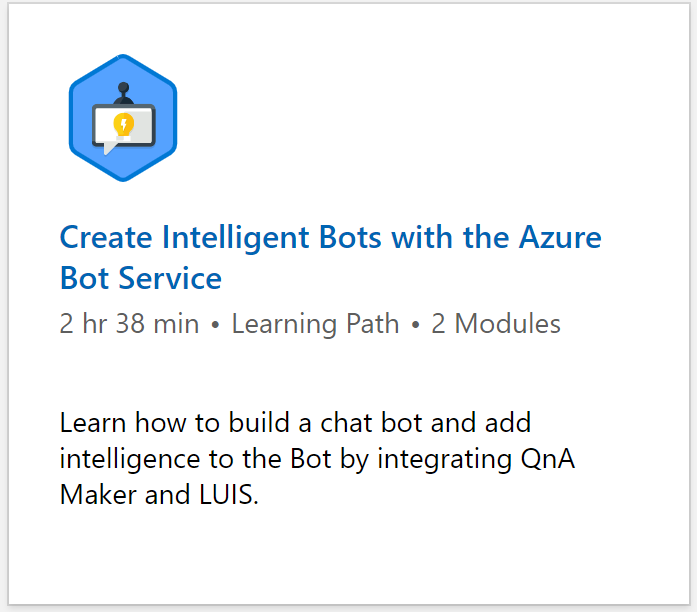 Create Intelligent Bots with the Azure
Bot Service
2 hr 38 min • Learning Path • 2 Modules
Learn how to build a chat bot and add
intelligence to the Bot by integrating QnA
Maker and LUIS.